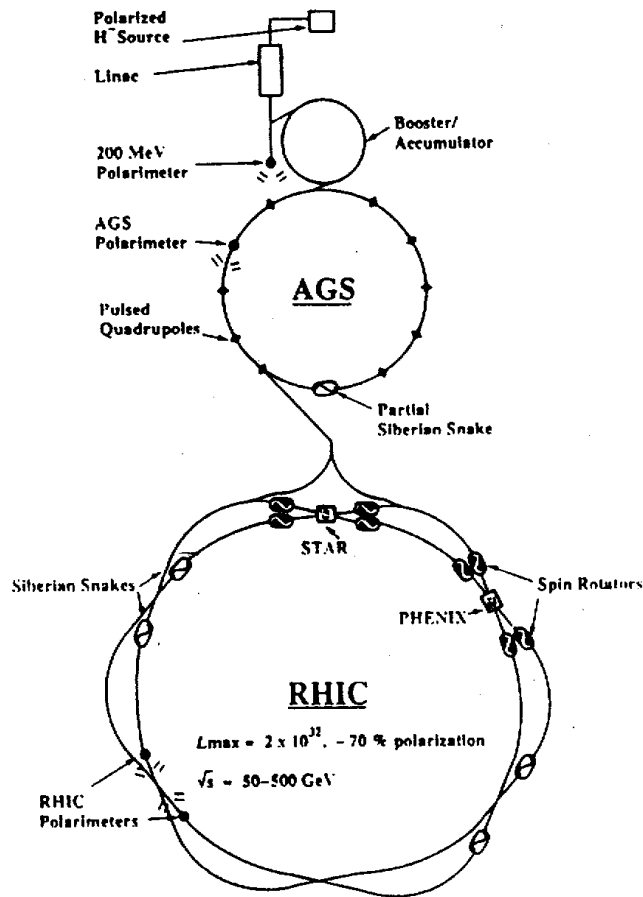 Polarized
H⁻ Source
Linac
Booster/
Accumulator
200 MeV
Polarimeter
AGS
Polarimeter
AGS
Pulsed
Quadrupoles
Partial
Siberian Snake
STAR
Siberian Snakes
Spin Rotators
PHENIX
RHIC
Lmax = 2 x 10³², ~70 % polarization
√s = 50–500 GeV
RHIC
Polarimeters